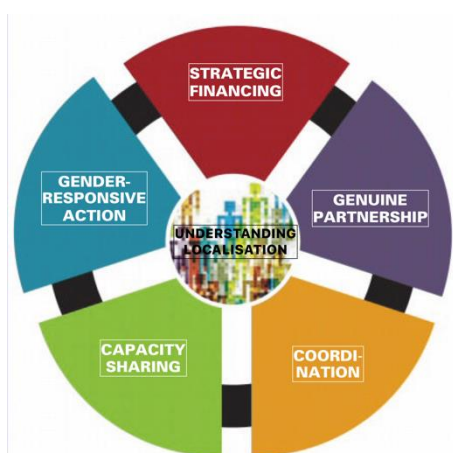 STRATEGIC
FINANCING
GENDER-
RESPONSIVE
ACTION
GENUINE
PARTNERSHIP
UNDERSTANDING
LOCALISATION
CAPACITY
SHARING
COORDI-
NATION